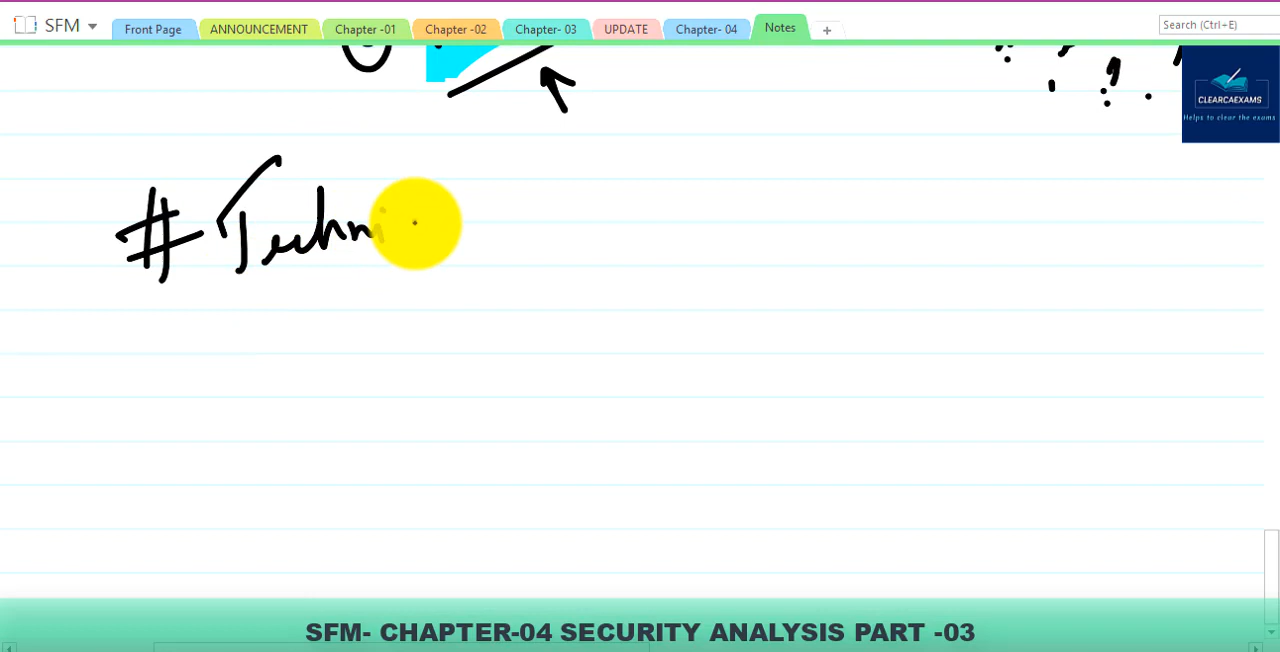 SFM
Front Page
ANNOUNCEMENT
Chapter -01
Chapter -02
Chapter- 03
UPDATE
Chapter- 04
Notes
+
Search (Ctrl+E)
CLEARCAEXAMS
Helps to clear the exams
# Techni
SFM- CHAPTER-04 SECURITY ANALYSIS PART -03